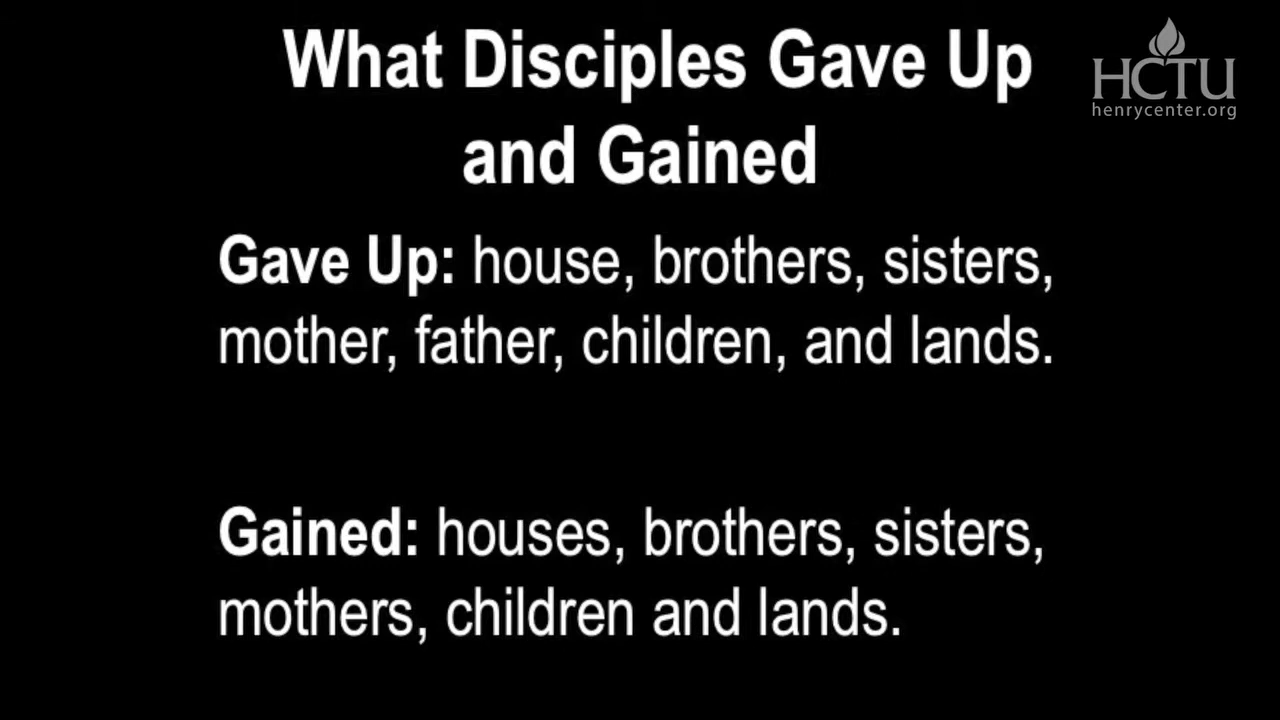 What Disciples Gave Up
and Gained
HCTU
henrycenter.org
Gave Up: house, brothers, sisters,
mother, father, children, and lands.
Gained: houses, brothers, sisters,
mothers, children and lands.